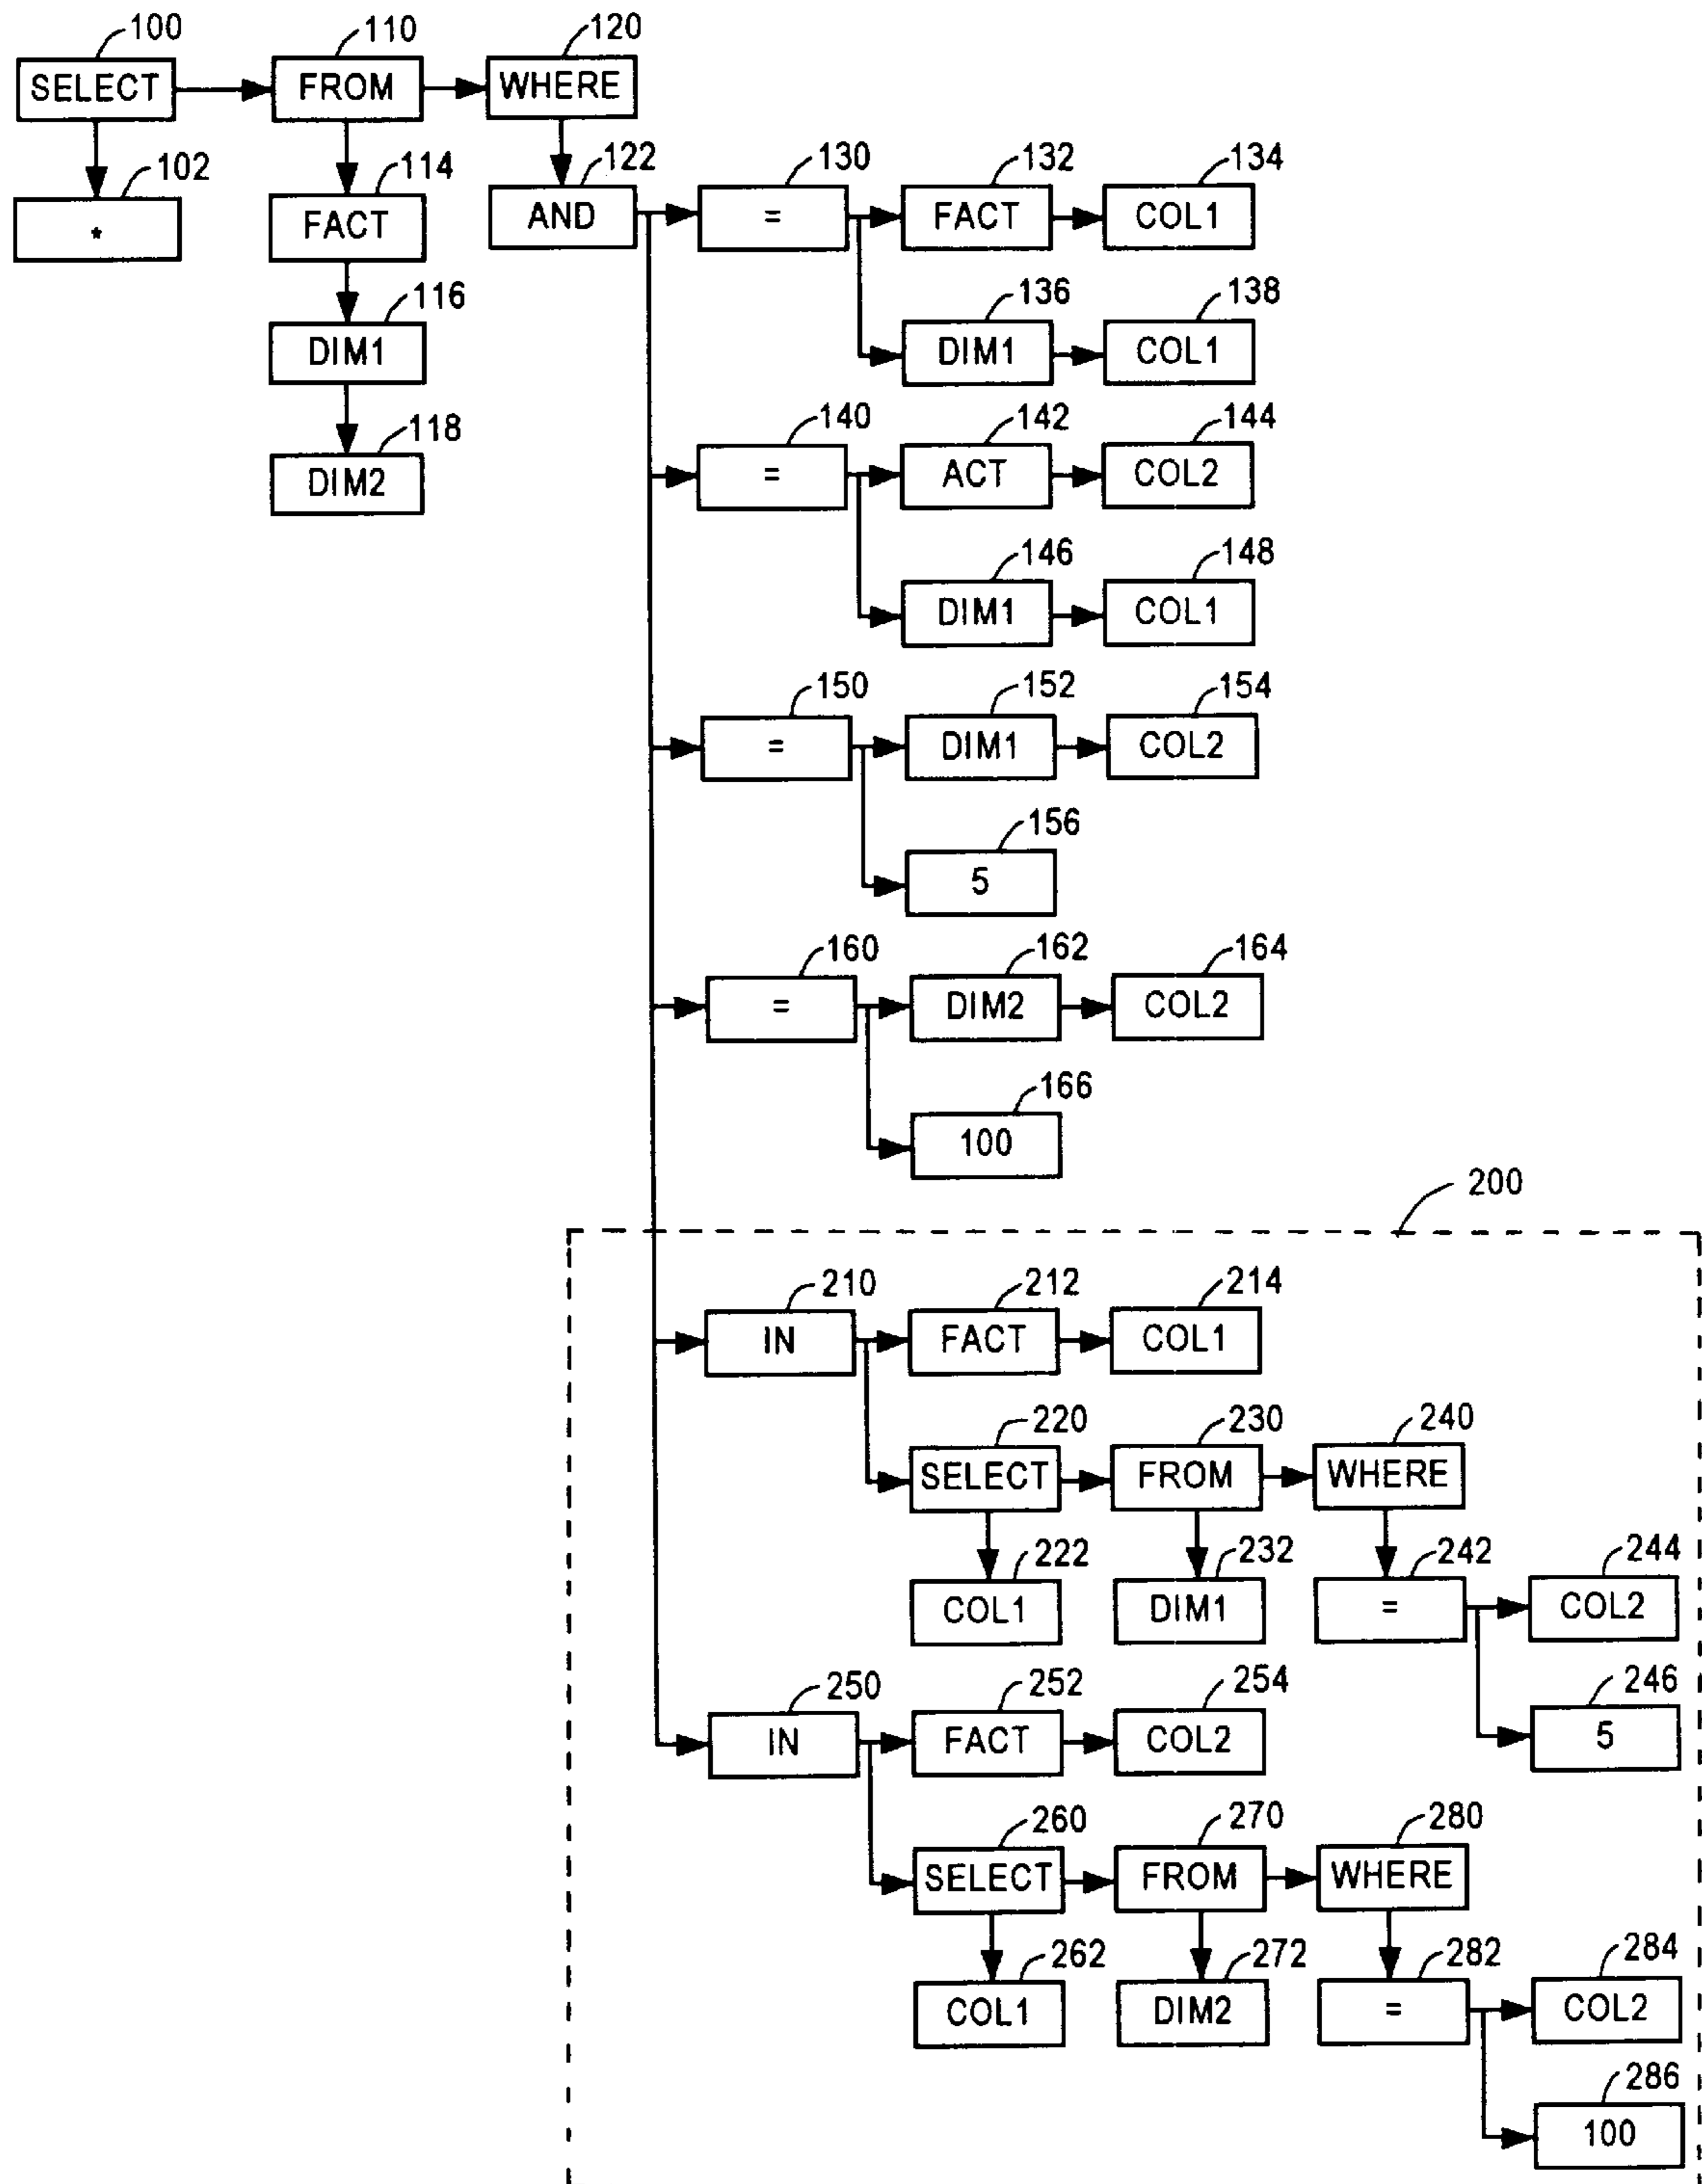 100 110 120
SELECT FROM WHERE
102 114 122 130 132 134
* FACT AND = FACT COL1
116 136 138
DIM1 DIM1 COL1
118 140 142 144
DIM2 = ACT COL2
146 148
DIM1 COL1
150 152 154
= DIM1 COL2
156
5
160 162 164
= DIM2 COL2
166
100
200
210 212 214
IN FACT COL1
220 230 240
SELECT FROM WHERE
222 232 242 244
COL1 DIM1 = COL2
250 252 254 246
IN FACT COL2 5
260 270 280
SELECT FROM WHERE
262 272 282 284
COL1 DIM2 = COL2
286
100